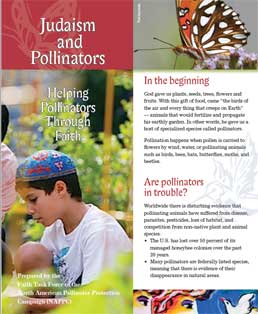 Judaism
and
Pollinators
Helping
Pollinators
Through
Faith
Prepared by the
Faith Task Force of the
North American Pollinator Protection
Campaign (NAPPC)
In the beginning
God gave us plants, seeds, trees, flowers and
fruits. With this gift of food, came "the birds of
the air and every thing that creeps on Earth"
— animals that would fertilize and propagate
his earthly garden. In other words, he gave us a
host of specialized species called pollinators.
Pollination happens when pollen is carried to
flowers by wind, water, or pollinating animals
such as birds, bees, bats, butterflies, moths, and
beetles.
Are pollinators
in trouble?
Worldwide there is disturbing evidence that
pollinating animals have suffered from disease,
parasites, pesticides, loss of habitat, and
competition from non-native plant and animal
species:
• The U.S. has lost over 50 percent of its
managed honeybee colonies over the past
20 years.
• Many pollinators are federally listed species,
meaning that there is evidence of their
disappearance in natural areas.